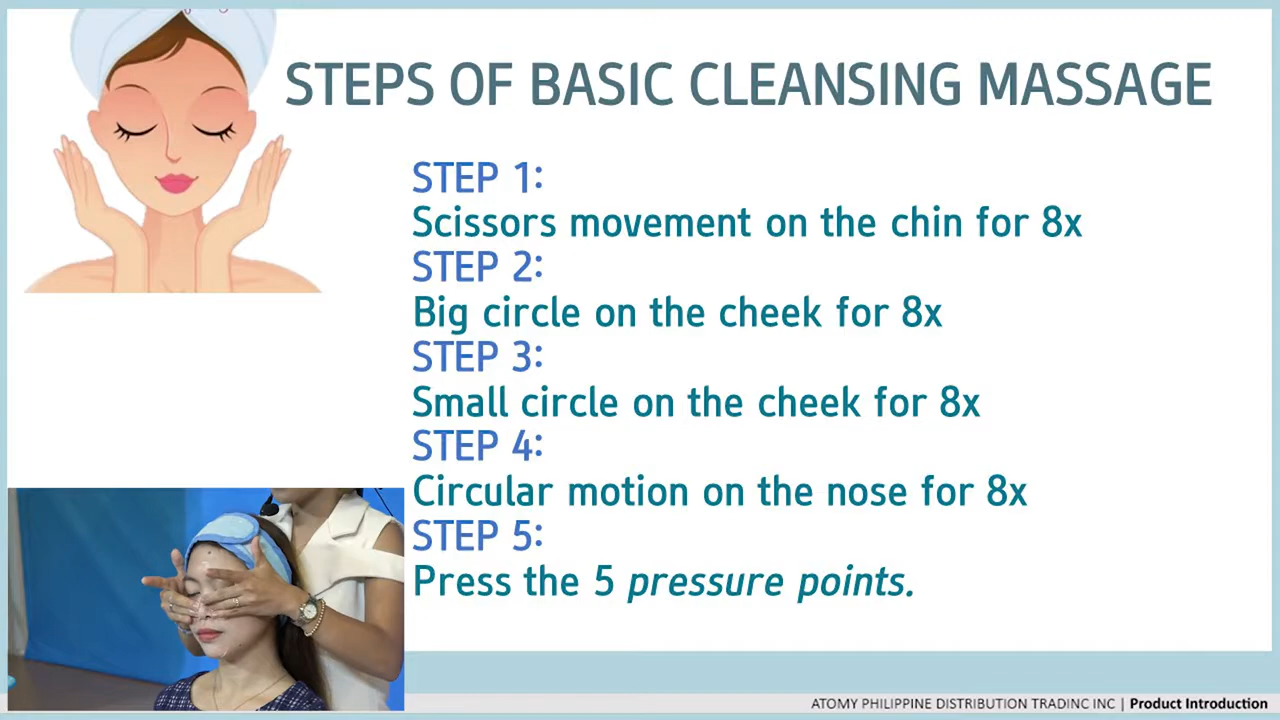 STEPS OF BASIC CLEANSING MASSAGE
STEP 1:
Scissors movement on the chin for 8x
STEP 2:
Big circle on the cheek for 8x
STEP 3:
Small circle on the cheek for 8x
STEP 4:
Circular motion on the nose for 8x
STEP 5:
Press the 5 pressure points.
ATOMY PHILIPPINE DISTRIBUTION TRADINC INC | Product Introduction